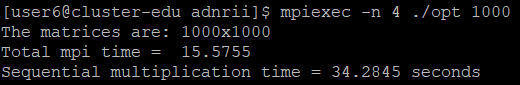 [user6@cluster-edu adnrii]$ mpiexec -n 4 ./opt 1000
The matrices are: 1000x1000
Total mpi time =  15.5755
Sequential multiplication time = 34.2845 seconds